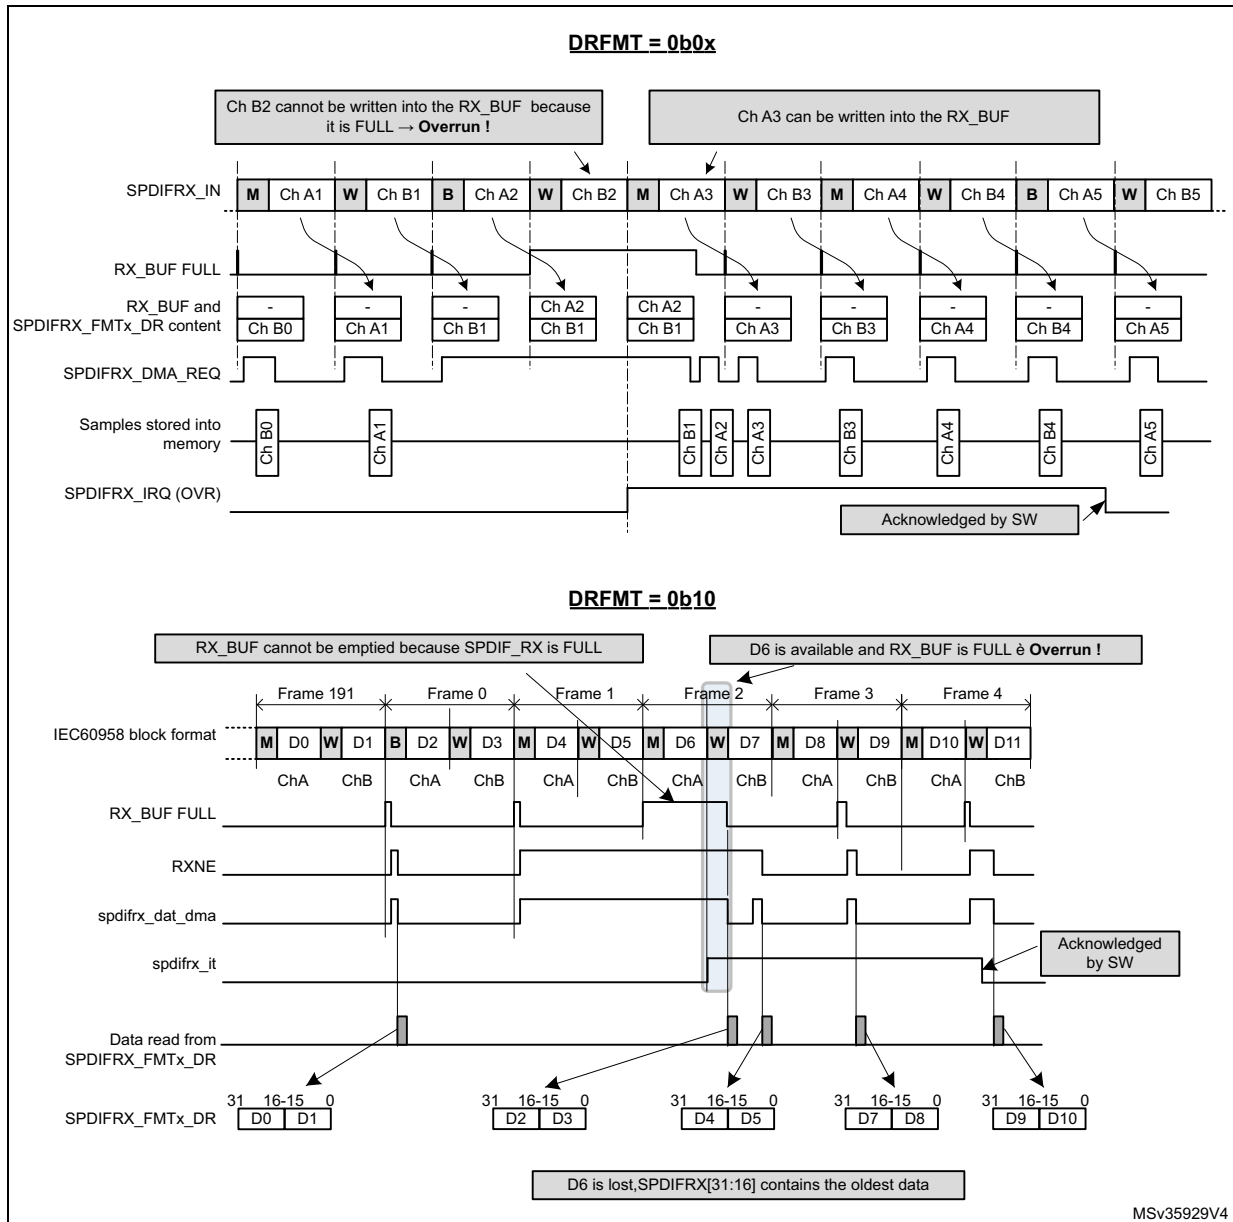 DRFMT = 0b0x
Ch B2 cannot be written into the RX_BUF because
it is FULL → Overrun !
Ch A3 can be written into the RX_BUF
SPDIFRX_IN
M Ch A1 W Ch B1 B Ch A2 W Ch B2 M Ch A3 W Ch B3 M Ch A4 W Ch B4 B Ch A5 W Ch B5
RX_BUF FULL
RX_BUF and
SPDIFRX_FMTx_DR content
- - - Ch A2 Ch A2 - - - - -
Ch B0 Ch A1 Ch B1 Ch B1 Ch B1 Ch A3 Ch B3 Ch A4 Ch B4 Ch A5
SPDIFRX_DMA_REQ
Samples stored into
memory
Ch B0 Ch A1 Ch B1 Ch A2 Ch A3 Ch B3 Ch A4 Ch B4 Ch A5
SPDIFRX_IRQ (OVR)
Acknowledged by SW
DRFMT = 0b10
RX_BUF cannot be emptied because SPDIF_RX is FULL
D6 is available and RX_BUF is FULL è Overrun !
Frame 191 Frame 0 Frame 1 Frame 2 Frame 3 Frame 4
IEC60958 block format
M D0 W D1 B D2 W D3 M D4 W D5 M D6 W D7 M D8 W D9 M D10 W D11
ChA ChB ChA ChB ChA ChB ChA ChB ChA ChB ChA ChB
RX_BUF FULL
RXNE
spdifrx_dat_dma
spdifrx_it
Acknowledged
by SW
Data read from
SPDIFRX_FMTx_DR
31 16-15 0 31 16-15 0 31 16-15 0 31 16-15 0 31 16-15 0
SPDIFRX_FMTx_DR
D0 D1 D2 D3 D4 D5 D7 D8 D9 D10
D6 is lost,SPDIFRX[31:16] contains the oldest data
MSv35929V4